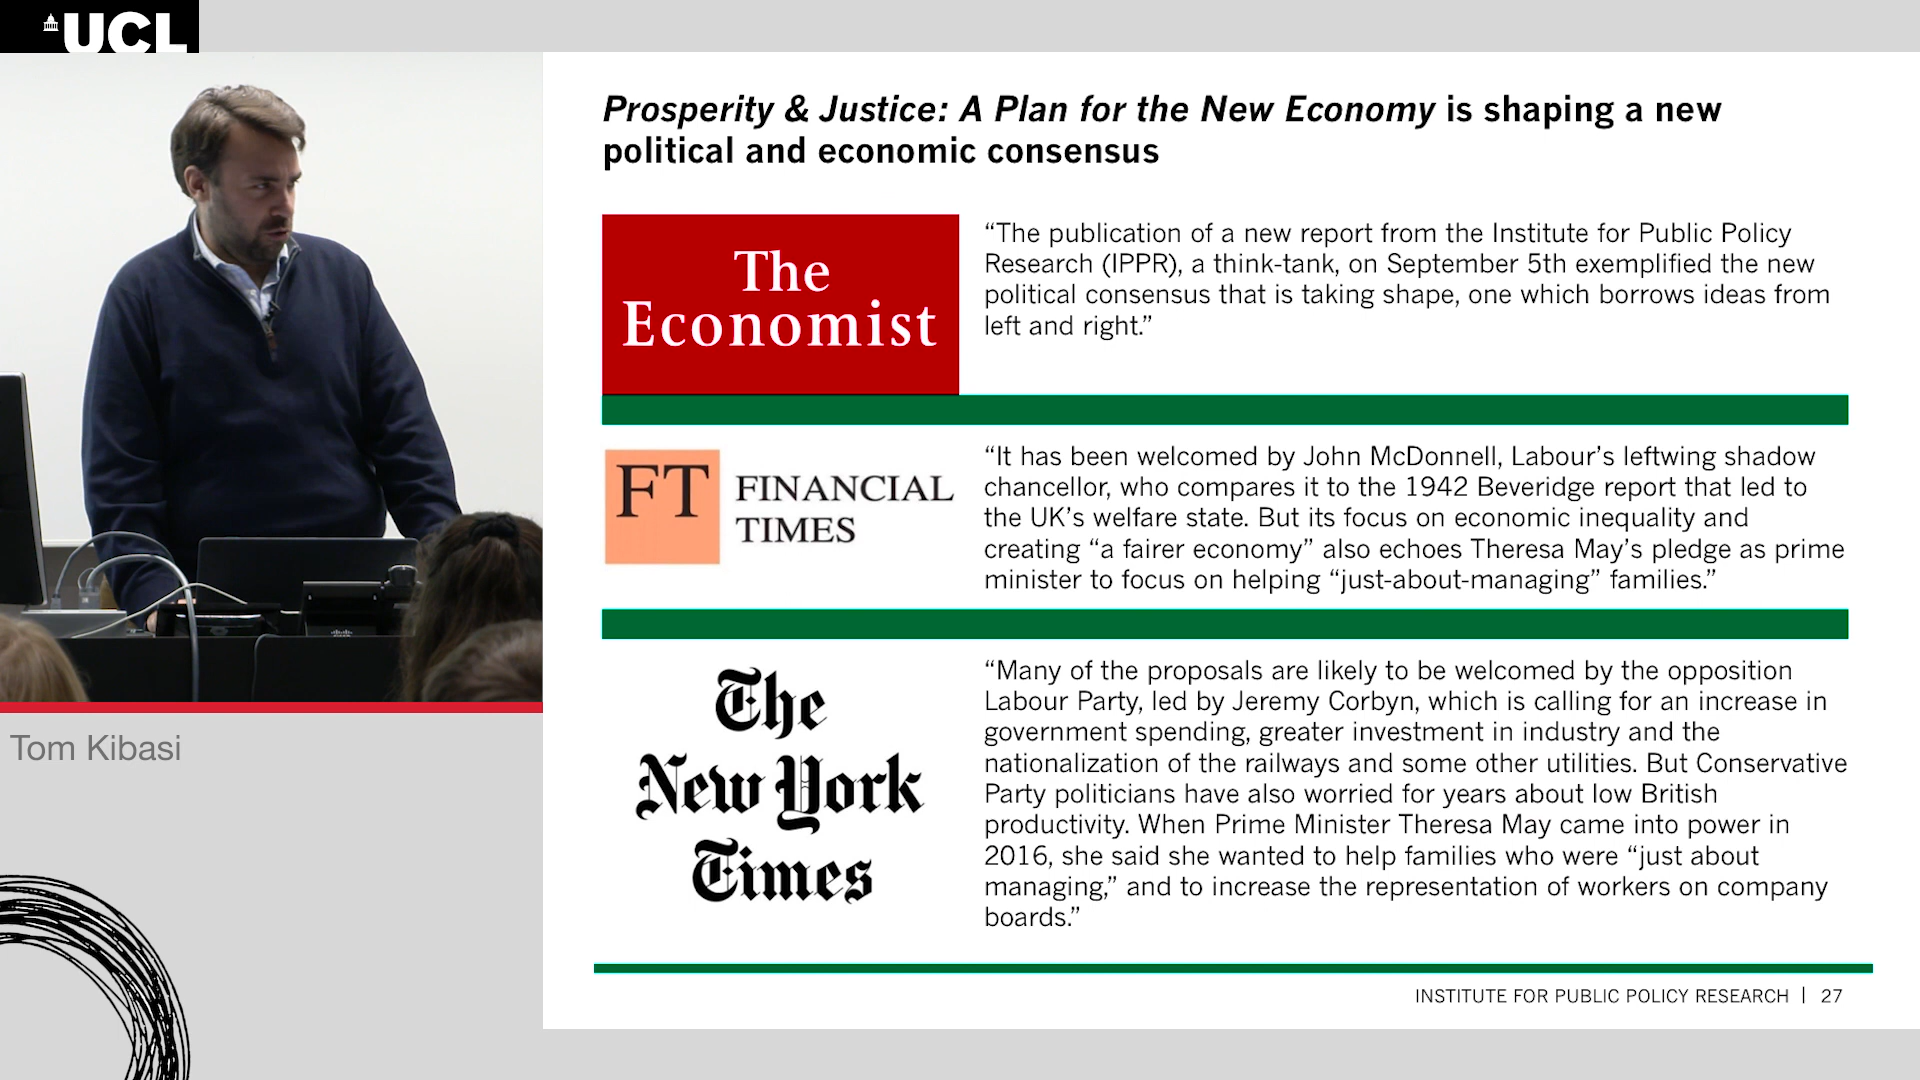 UCL
Prosperity & Justice: A Plan for the New Economy is shaping a new
political and economic consensus
The
Economist
“The publication of a new report from the Institute for Public Policy
Research (IPPR), a think-tank, on September 5th exemplified the new
political consensus that is taking shape, one which borrows ideas from
left and right.”
FT
FINANCIAL
TIMES
“It has been welcomed by John McDonnell, Labour’s leftwing shadow
chancellor, who compares it to the 1942 Beveridge report that led to
the UK’s welfare state. But its focus on economic inequality and
creating “a fairer economy” also echoes Theresa May’s pledge as prime
minister to focus on helping “just-about-managing” families.”
The
New York
Times
“Many of the proposals are likely to be welcomed by the opposition
Labour Party, led by Jeremy Corbyn, which is calling for an increase in
government spending, greater investment in industry and the
nationalization of the railways and some other utilities. But Conservative
Party politicians have also worried for years about low British
productivity. When Prime Minister Theresa May came into power in
2016, she said she wanted to help families who were “just about
managing,” and to increase the representation of workers on company
boards.”
INSTITUTE FOR PUBLIC POLICY RESEARCH | 27
Tom Kibasi